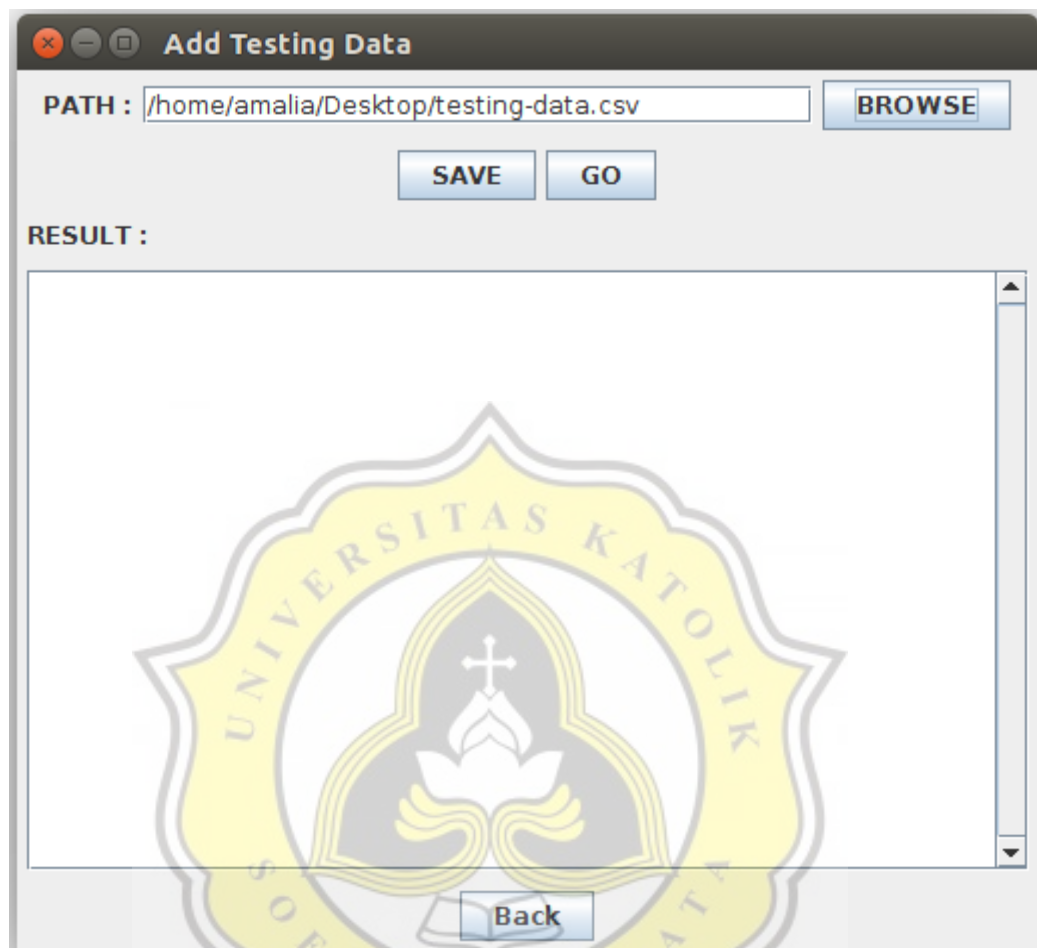 Add Testing Data
PATH : /home/amalia/Desktop/testing-data.csv BROWSE
SAVE GO
RESULT :
UNIVERSITAS KATOLIK
Back